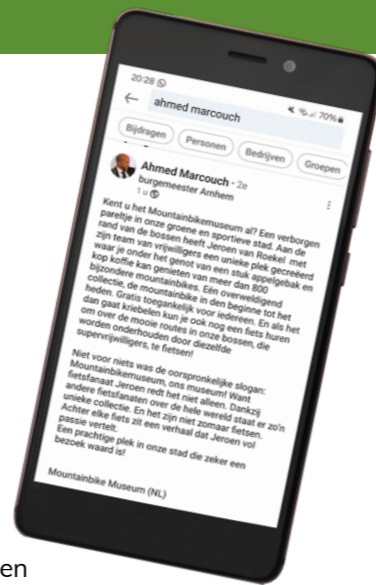 20:28
70%
ahmed marcouch
Bijdragen
Personen
Bedrijven
Groepen
Ahmed Marcouch • 2e
burgemeester Arnhem
1 u
Kent u het Mountainbikemuseum al? Een verborgen
pareltje in onze groene en sportieve stad. Aan de
rand van de bossen heeft Jeroen van Roekel met
zijn team van vrijwilligers een unieke plek gecreëerd
waar je onder het genot van een stuk appelgebak en
kop koffie kan genieten van meer dan 800
bijzondere mountainbikes. Eén overweldigend
collectie, de mountainbike in den beginne tot het
heden. Gratis toegankelijk voor iedereen. En als het
dan gaat kriebelen kun je ook nog een fiets huren
om over de mooie routes in onze bossen, die
worden onderhouden door diezelfde
supervrijwilligers, te fietsen!
Niet voor niets was de oorspronkelijke slogan:
Mountainbikemuseum, ons museum! Want
fietsfanaat Jeroen redt het niet alleen. Dankzij
andere fietsfanaten over de hele wereld staat er zo'n
unieke collectie. En het zijn niet zomaar fietsen.
Achter elke fiets zit een verhaal dat Jeroen vol
passie vertelt.
Een prachtige plek in onze stad die zeker een
bezoek waard is!
Mountainbike Museum (NL)
en